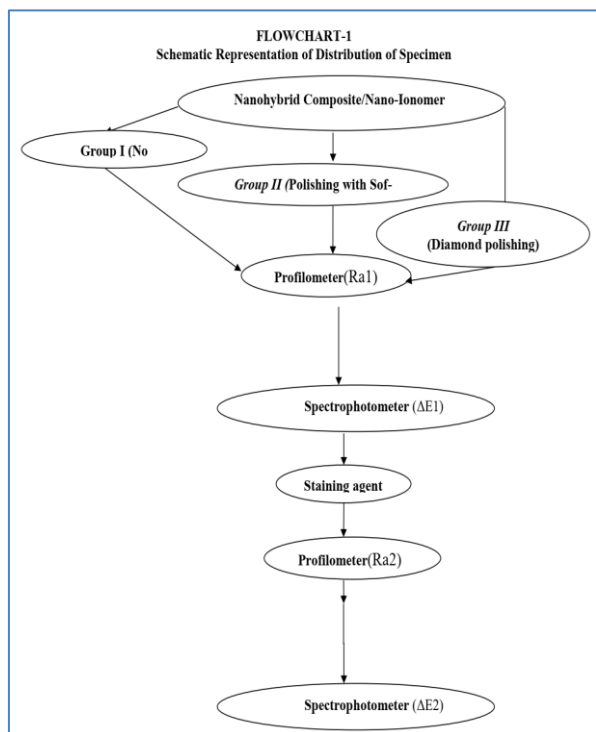 FLOWCHART-1
Schematic Representation of Distribution of Specimen
Nanohybrid Composite/Nano-Ionomer
Group I (No
Group II (Polishing with Sof-
Group III
(Diamond polishing)
Profilometer(Ra1)
Spectrophotometer (ΔE1)
Staining agent
Profilometer(Ra2)
Spectrophotometer (ΔE2)